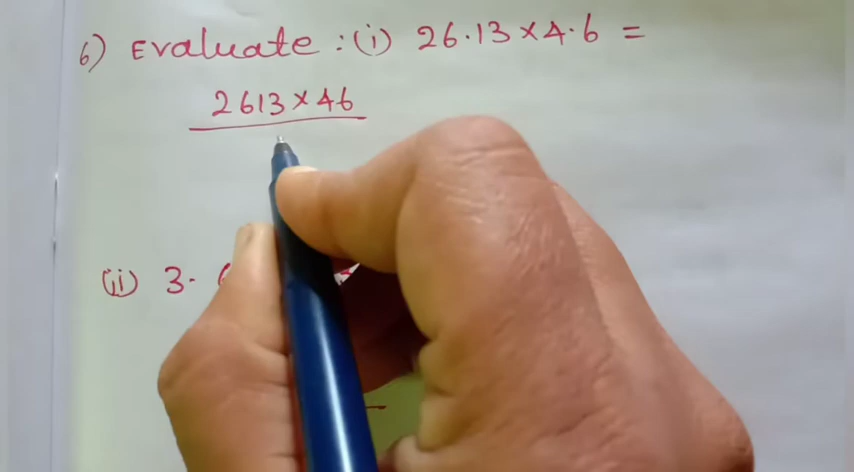 6) Evaluate : (i) 26.13 × 4.6 =
2613 × 46
(ii) 3.